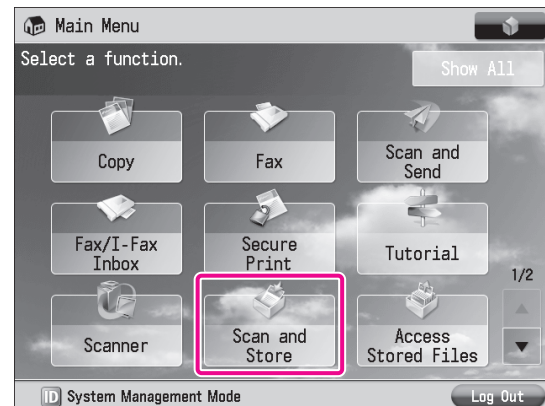 Main Menu
Select a function.
Show All
Copy
Fax
Scan and
Send
Fax/I-Fax
Inbox
Secure
Print
Tutorial
1/2
Scanner
Scan and
Store
Access
Stored Files
ID System Management Mode
Log Out